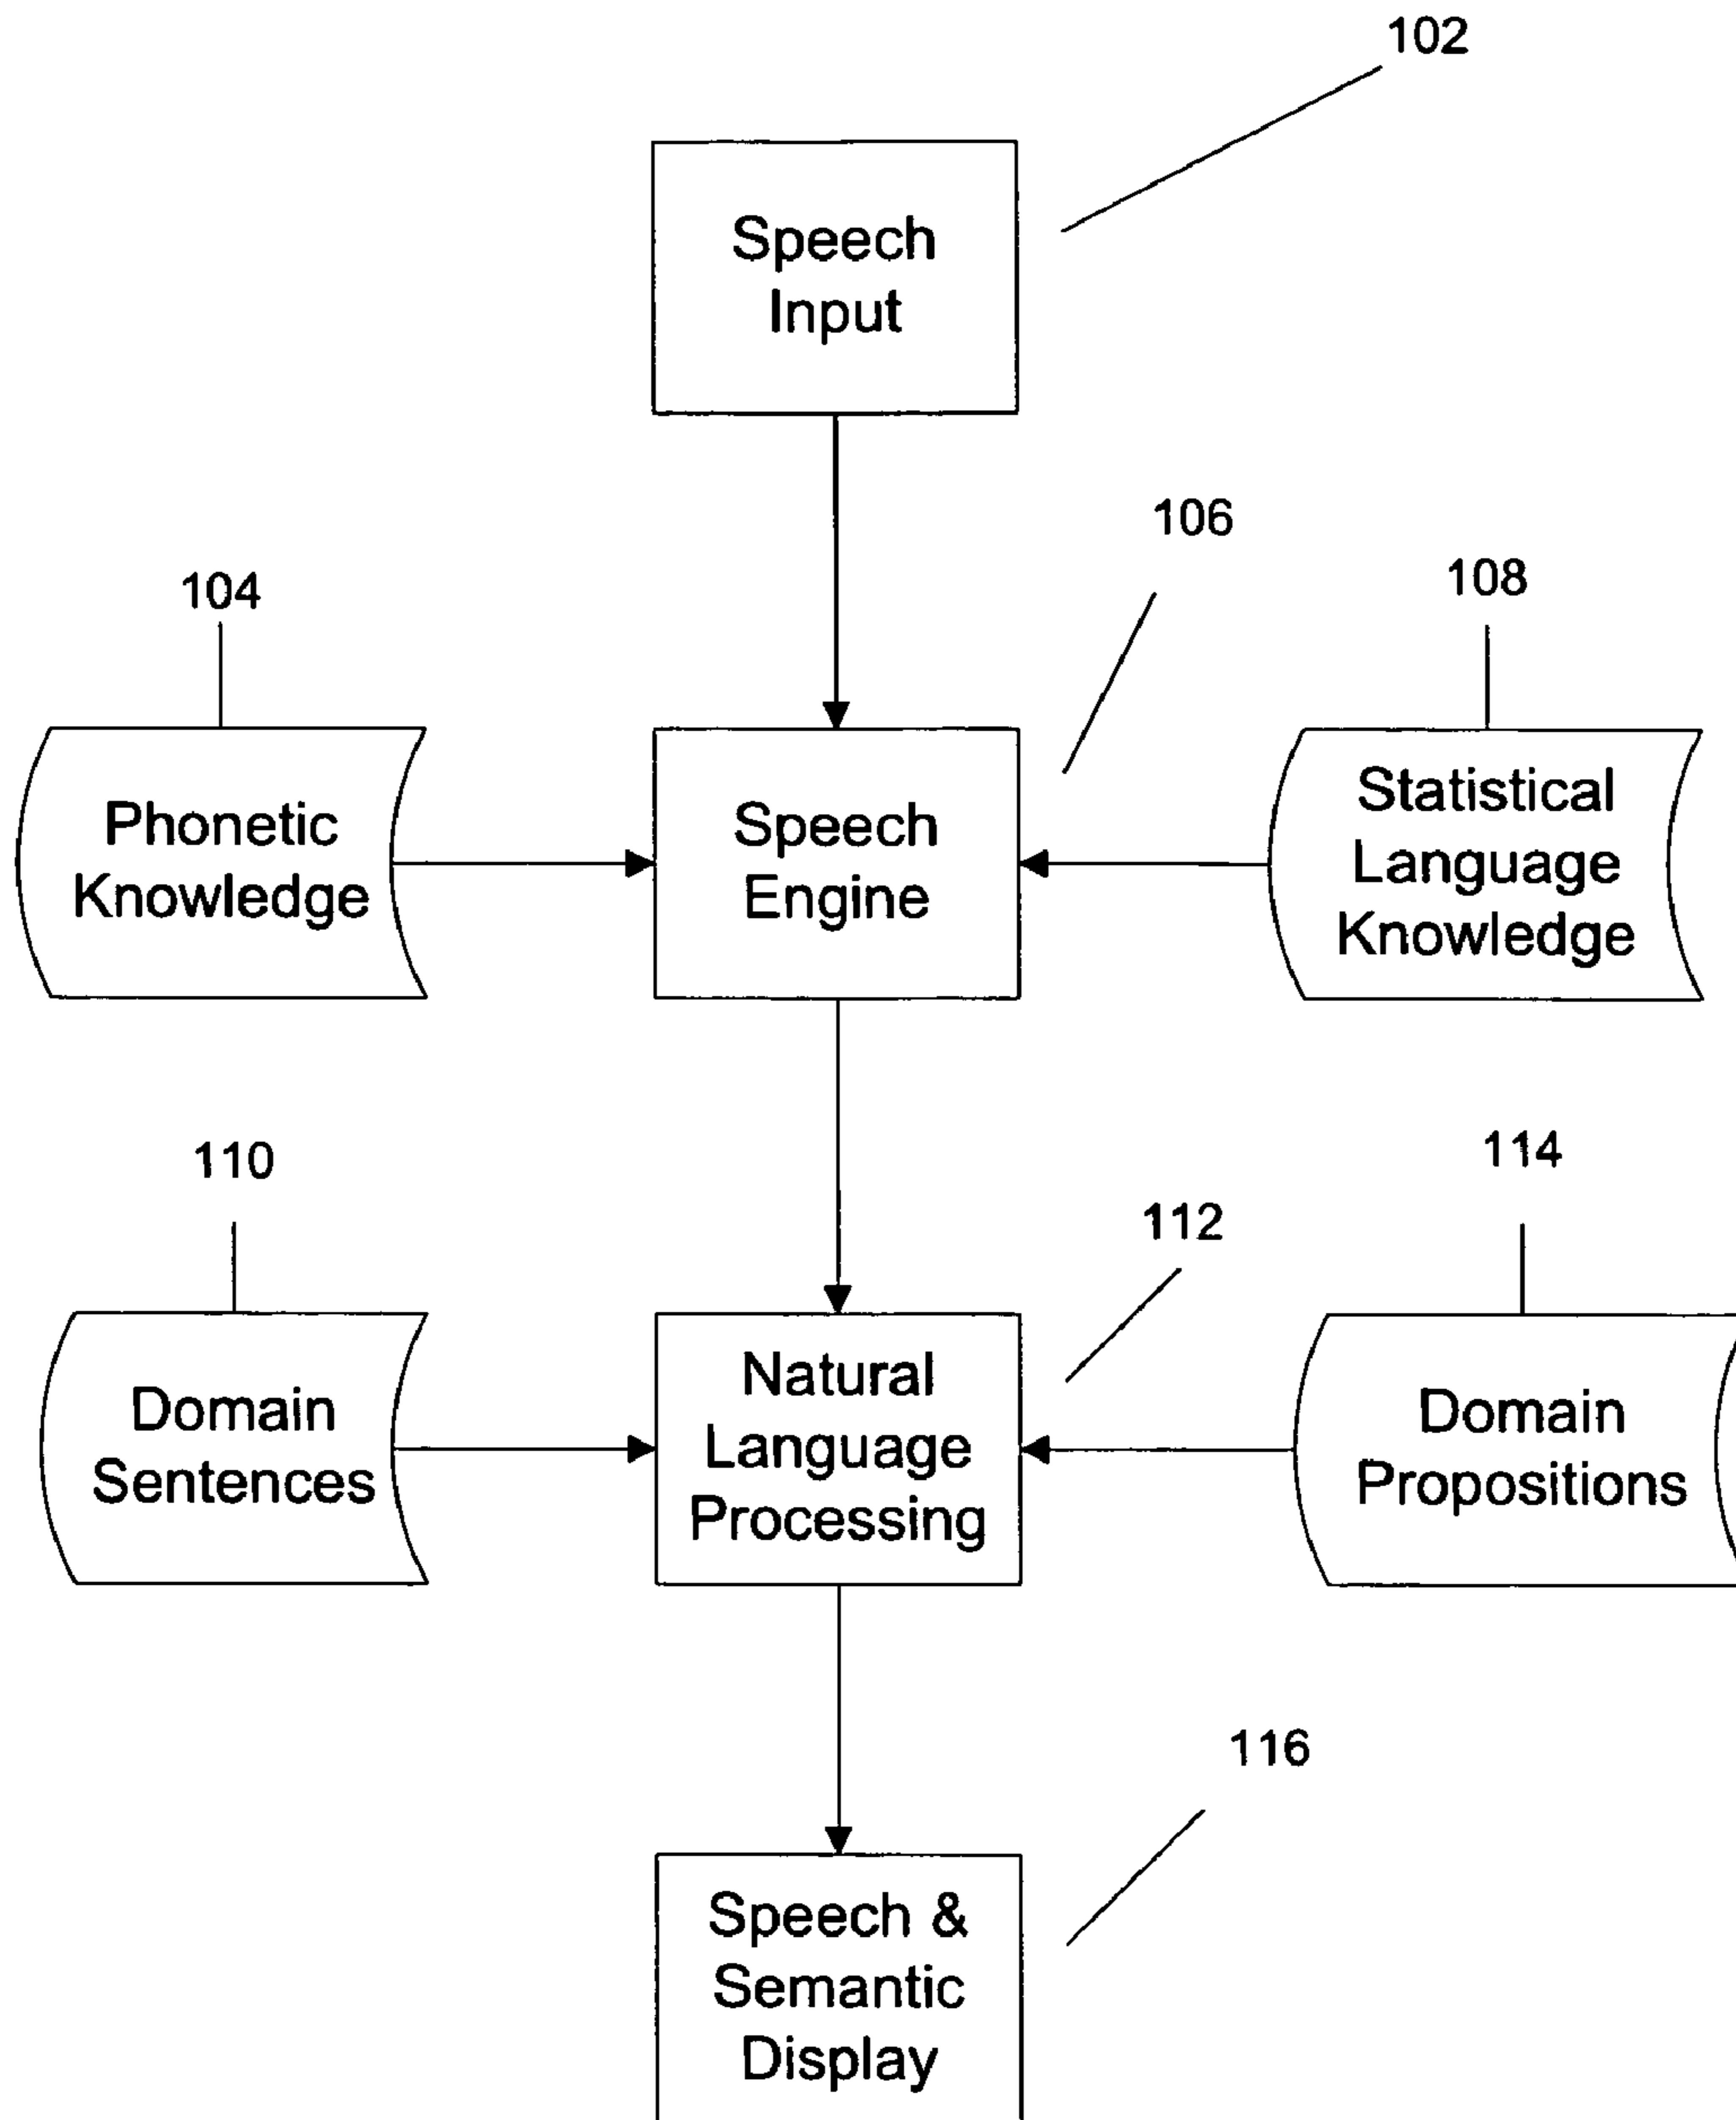 102
Speech
Input
106
104
108
Phonetic
Knowledge
Speech
Engine
Statistical
Language
Knowledge
110
114
112
Domain
Sentences
Natural
Language
Processing
Domain
Propositions
116
Speech &
Semantic
Display